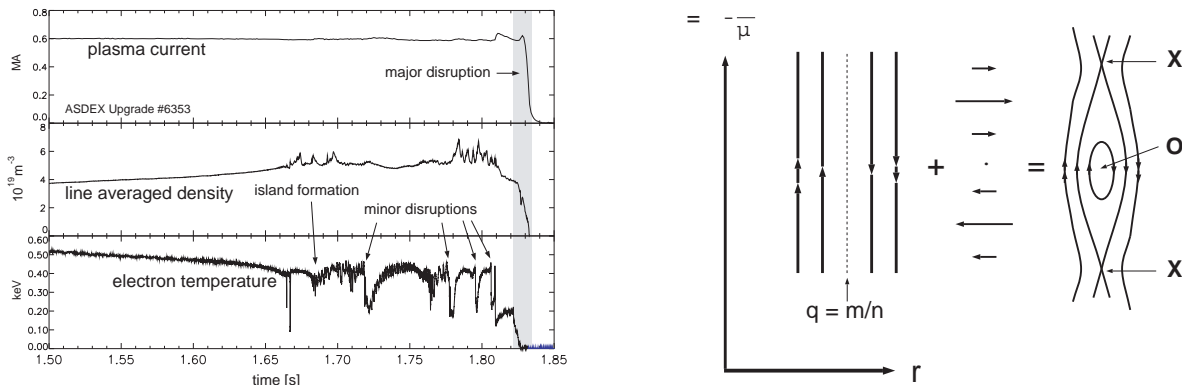 0.8
0.6
0.4
0.2
0.0
MA
plasma current
major disruption
ASDEX Upgrade #6353
8
6
4
2
0
10^19 m^-3
line averaged density
island formation
minor disruptions
0.60
0.50
0.40
0.30
0.20
0.10
0.00
keV
electron temperature
1.50 1.55 1.60 1.65 1.70 1.75 1.80 1.85
time [s]
= - μ
+ =
X
O
X
q = m/n
r